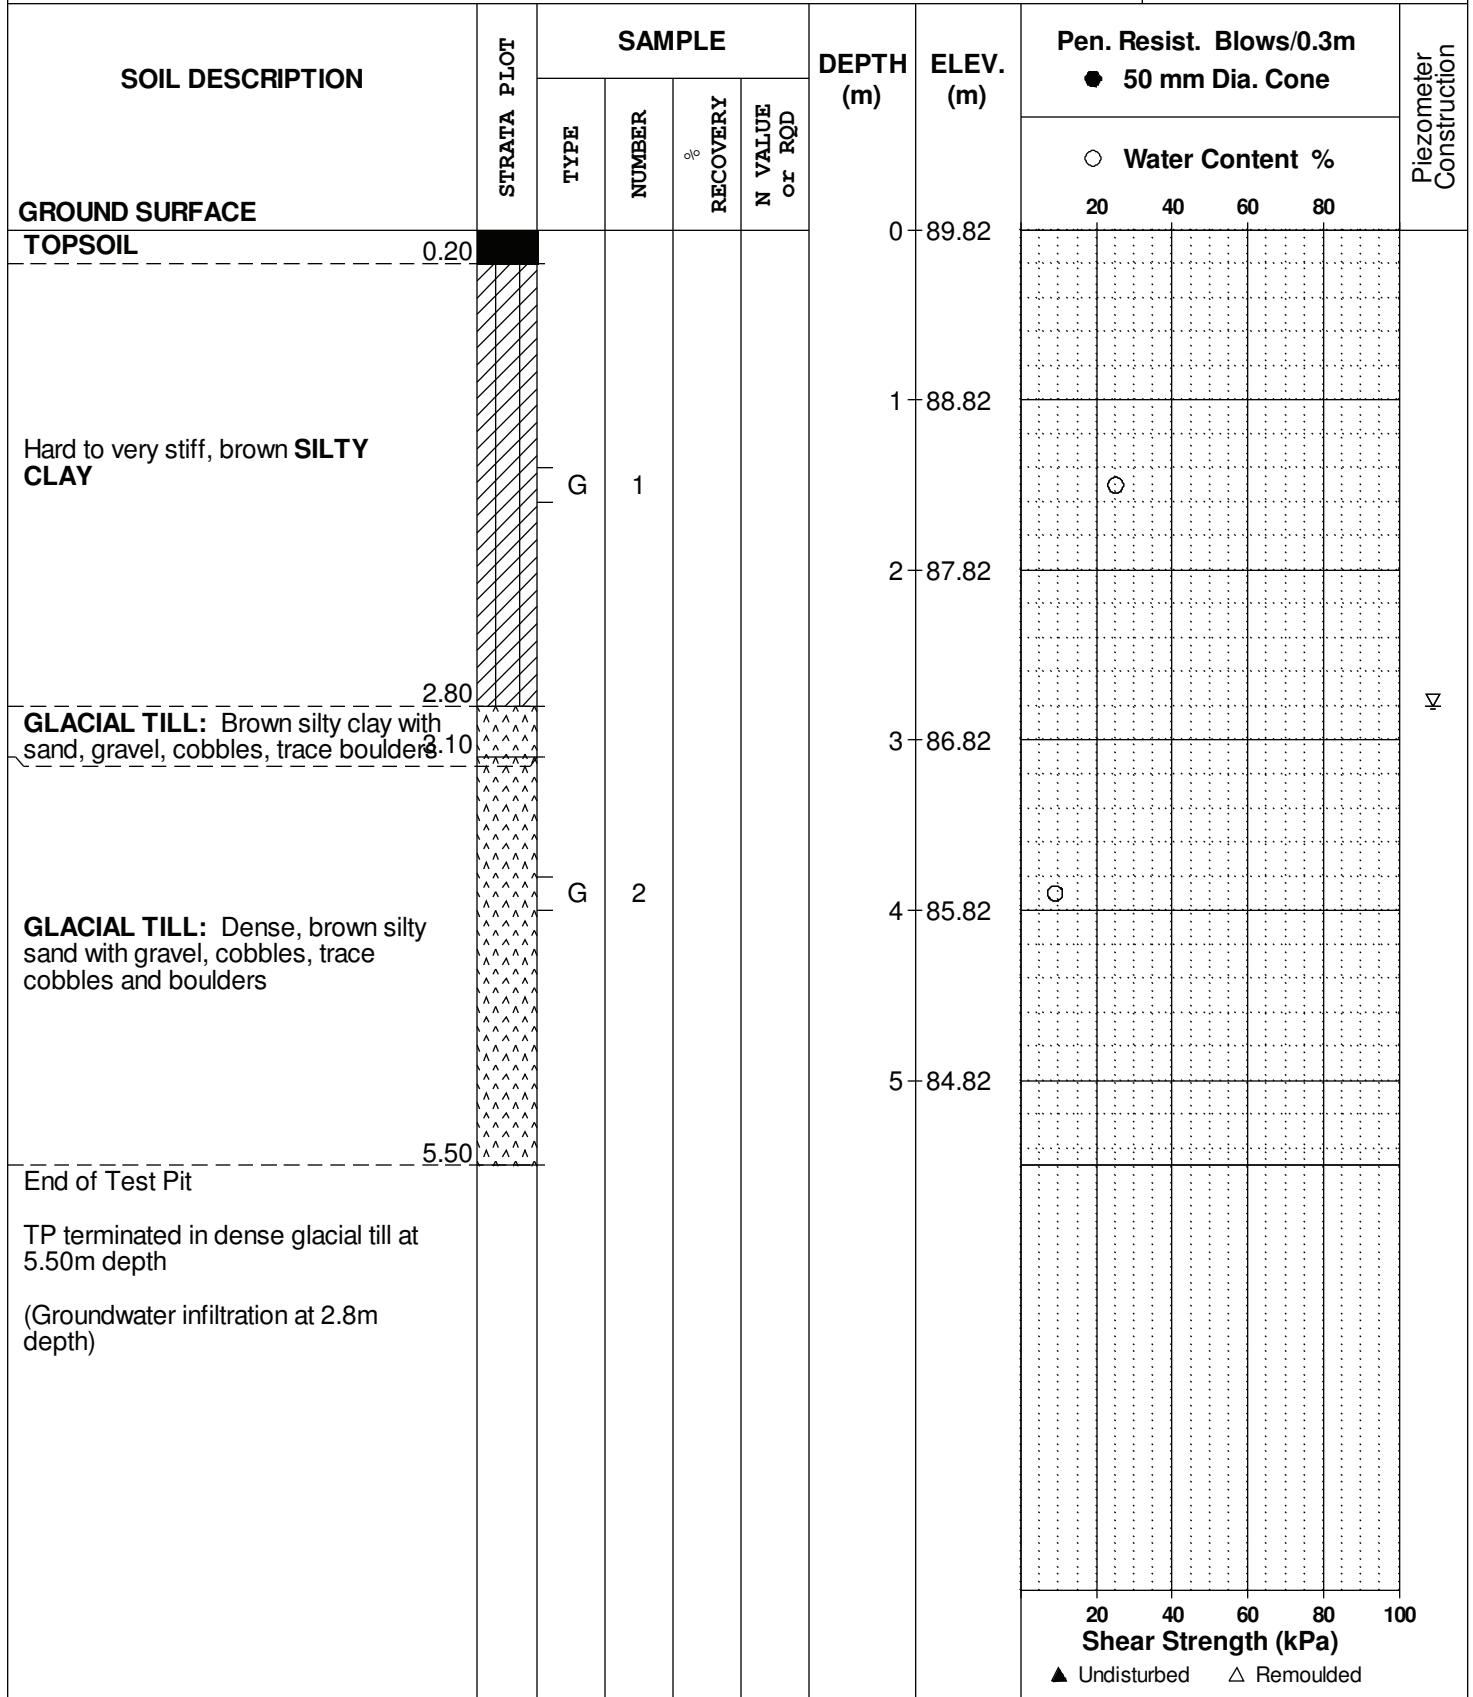 SOIL DESCRIPTION
GROUND SURFACE
STRATA PLOT
SAMPLE
TYPE
NUMBER
%
RECOVERY
N VALUE
or RQD
DEPTH
(m)
ELEV.
(m)
Pen. Resist. Blows/0.3m
● 50 mm Dia. Cone
○ Water Content %
20 40 60 80
Piezometer
Construction
TOPSOIL 0.20
0 89.82
1 88.82
Hard to very stiff, brown SILTY
CLAY
G 1
2 87.82
2.80
GLACIAL TILL: Brown silty clay with
sand, gravel, cobbles, trace boulders 3.10
3 86.82
G 2
4 85.82
GLACIAL TILL: Dense, brown silty
sand with gravel, cobbles, trace
cobbles and boulders
5 84.82
5.50
End of Test Pit
TP terminated in dense glacial till at
5.50m depth
(Groundwater infiltration at 2.8m
depth)
20 40 60 80 100
Shear Strength (kPa)
▲ Undisturbed △ Remoulded